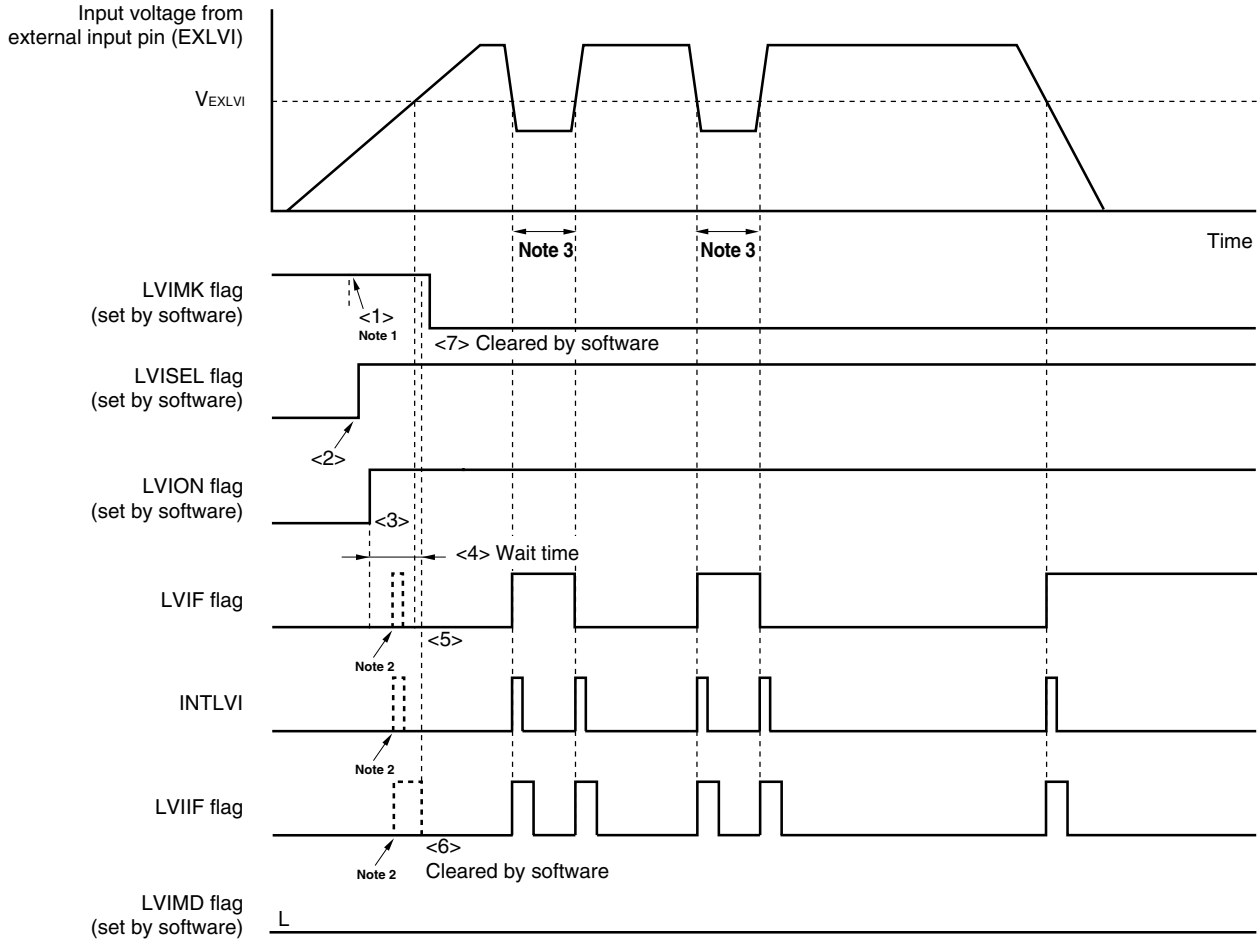 Input voltage from
external input pin (EXLVI)
VEXLVI
Time
Note 3
Note 3
LVIMK flag
(set by software)
<1>
Note 1
<7> Cleared by software
LVISEL flag
(set by software)
<2>
LVION flag
(set by software)
<3>
<4> Wait time
LVIF flag
<5>
Note 2
INTLVI
Note 2
LVIIF flag
<6>
Note 2
Cleared by software
LVIMD flag
(set by software)
L